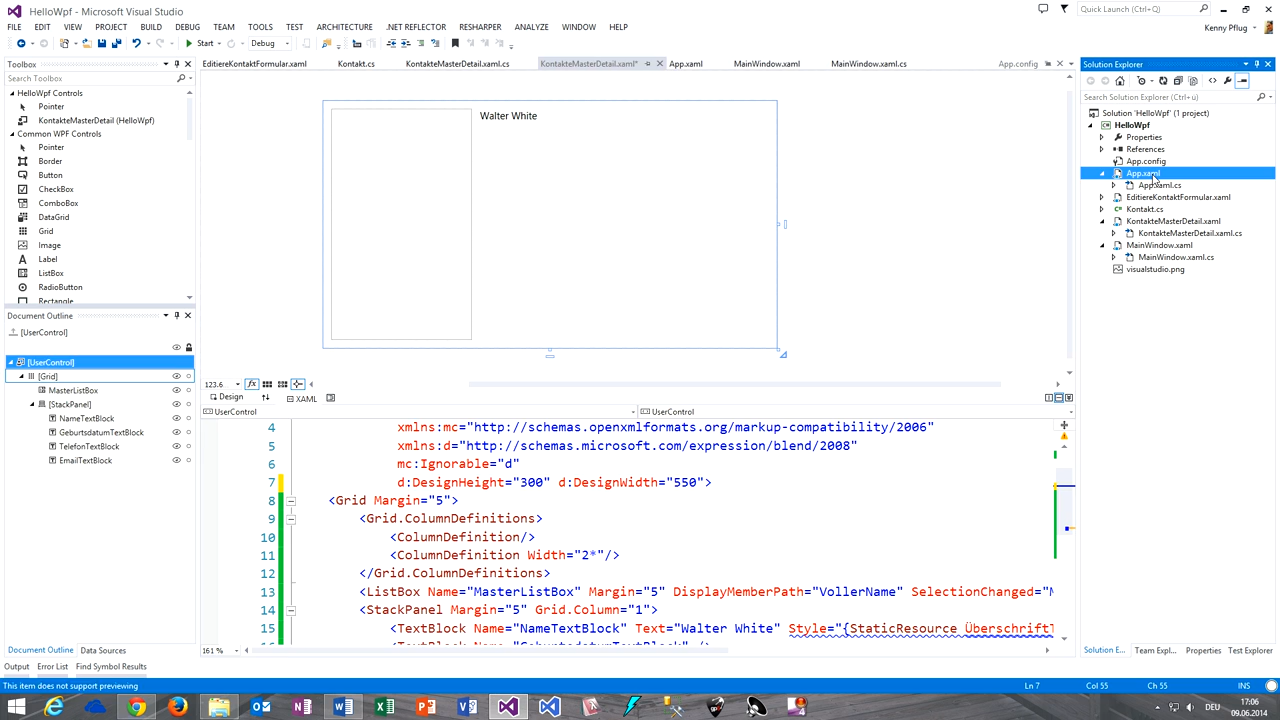 HelloWpf - Microsoft Visual Studio
Quick Launch (Ctrl+Q)
FILE EDIT VIEW PROJECT BUILD DEBUG TEAM TOOLS TEST ARCHITECTURE .NET REFLECTOR RESHARPER ANALYZE WINDOW HELP
Kenny Pflug
Start Debug
Toolbox
Search Toolbox
HelloWpf Controls
Pointer
KontakteMasterDetail (HelloWpf)
Common WPF Controls
Pointer
Border
Button
CheckBox
ComboBox
DataGrid
Grid
Image
Label
ListBox
RadioButton
Rectangle
Document Outline
[UserControl]
[UserControl]
[Grid]
MasterListBox
[StackPanel]
NameTextBlock
GeburtsdatumTextBlock
TelefonTextBlock
EmailTextBlock
Document Outline Data Sources
Output Error List Find Symbol Results
EditiereKontaktFormular.xaml Kontakt.cs KontakteMasterDetail.xaml.cs KontakteMasterDetail.xaml* App.xaml MainWindow.xaml MainWindow.xaml.cs App.config
Walter White
123.6
Design XAML
UserControl UserControl
4 xmlns:mc="http://schemas.openxmlformats.org/markup-compatibility/2006"
5 xmlns:d="http://schemas.microsoft.com/expression/blend/2008"
6 mc:Ignorable="d"
7 d:DesignHeight="300" d:DesignWidth="550">
8 <Grid Margin="5">
9 <Grid.ColumnDefinitions>
10 <ColumnDefinition/>
11 <ColumnDefinition Width="2*"/>
12 </Grid.ColumnDefinitions>
13 <ListBox Name="MasterListBox" Margin="5" DisplayMemberPath="VollerName" SelectionChanged="M
14 <StackPanel Margin="5" Grid.Column="1">
15 <TextBlock Name="NameTextBlock" Text="Walter White" Style="{StaticResource ÜberschriftT
16 <TextBlock Name="GeburtsdatumTextBlock" />
161 %
Solution Explorer
Search Solution Explorer (Ctrl+ü)
Solution 'HelloWpf' (1 project)
HelloWpf
Properties
References
App.config
App.xaml
App.xaml.cs
EditiereKontaktFormular.xaml
Kontakt.cs
KontakteMasterDetail.xaml
KontakteMasterDetail.xaml.cs
MainWindow.xaml
MainWindow.xaml.cs
visualstudio.png
Solution E... Team Expl... Properties Test Explorer
This item does not support previewing
Ln 7 Col 55 Ch 55 INS
DEU
17:06
09.06.2014